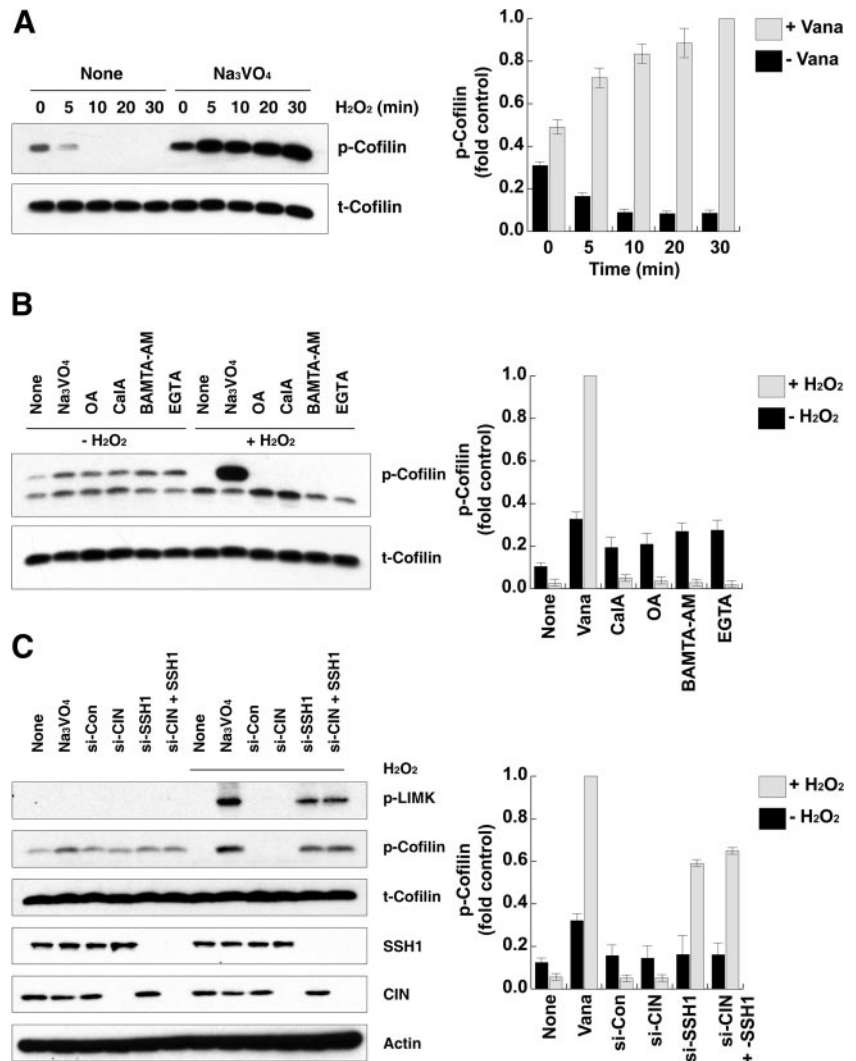 A
None
Na3VO4
0 5 10 20 30 0 5 10 20 30 H2O2 (min)
p-Cofilin
t-Cofilin
p-Cofilin
(fold control)
1.0
0.8
0.6
0.4
0.2
0.0
0 5 10 20 30
Time (min)
+ Vana
- Vana
B
None Na3VO4 OA CalA BAMTA-AM EGTA None Na3VO4 OA CalA BAMTA-AM EGTA
- H2O2 + H2O2
p-Cofilin
t-Cofilin
p-Cofilin
(fold control)
1.0
0.8
0.6
0.4
0.2
0.0
None Vana CalA OA BAMTA-AM EGTA
+ H2O2
- H2O2
C
None Na3VO4 si-Con si-CIN si-SSH1 si-CIN + SSH1 None Na3VO4 si-Con si-CIN si-SSH1 si-CIN + SSH1
H2O2
p-LIMK
p-Cofilin
t-Cofilin
SSH1
CIN
Actin
p-Cofilin
(fold control)
1.0
0.8
0.6
0.4
0.2
0.0
None Vana si-Con si-CIN si-SSH1 si-CIN
+ -SSH1
+ H2O2
- H2O2